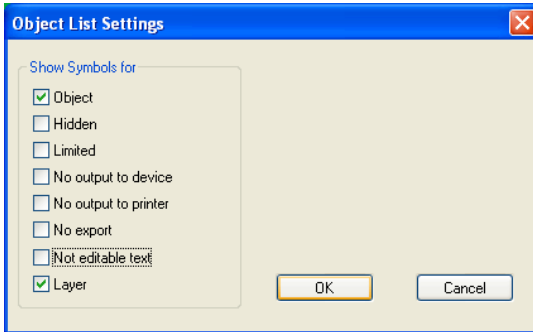 Object List Settings
Show Symbols for
Object
Hidden
Limited
No output to device
No output to printer
No export
Not editable text
Layer
OK
Cancel